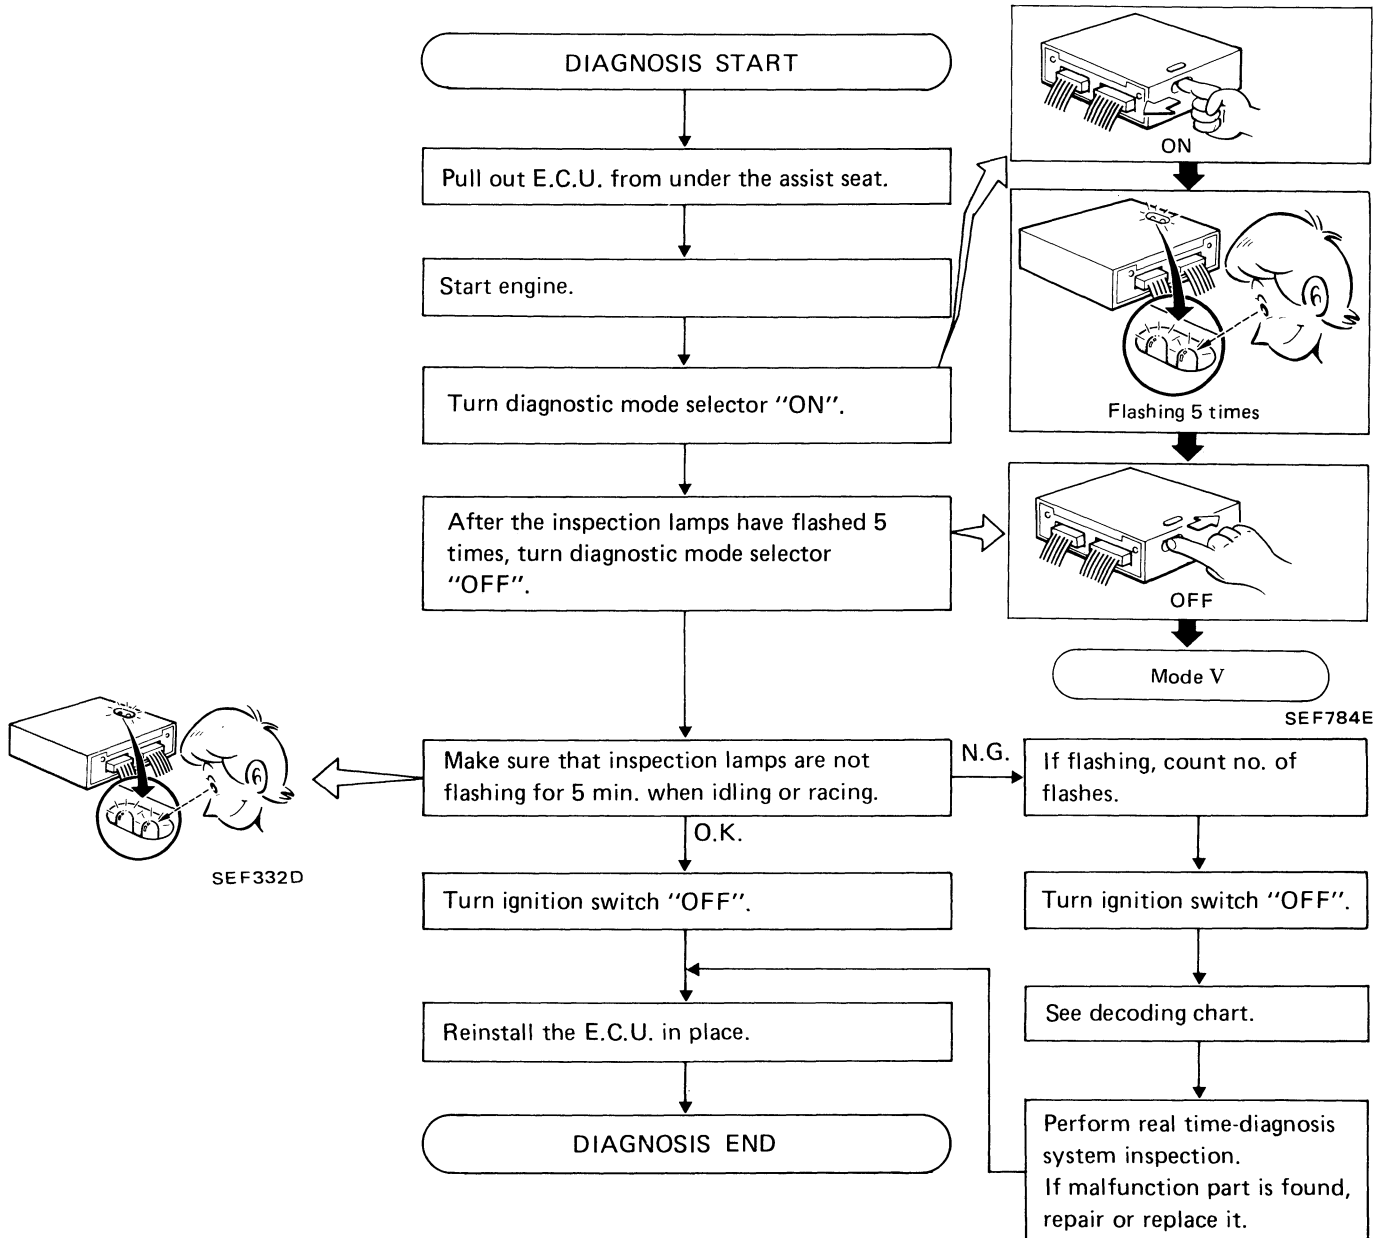 DIAGNOSIS START
Pull out E.C.U. from under the assist seat.
Start engine.
Turn diagnostic mode selector "ON".
After the inspection lamps have flashed 5
times, turn diagnostic mode selector
"OFF".
ON
Flashing 5 times
OFF
Mode V
SEF784E
Make sure that inspection lamps are not
flashing for 5 min. when idling or racing.
N.G.
If flashing, count no. of
flashes.
SEF332D
O.K.
Turn ignition switch "OFF".
Turn ignition switch "OFF".
Reinstall the E.C.U. in place.
See decoding chart.
DIAGNOSIS END
Perform real time-diagnosis
system inspection.
If malfunction part is found,
repair or replace it.